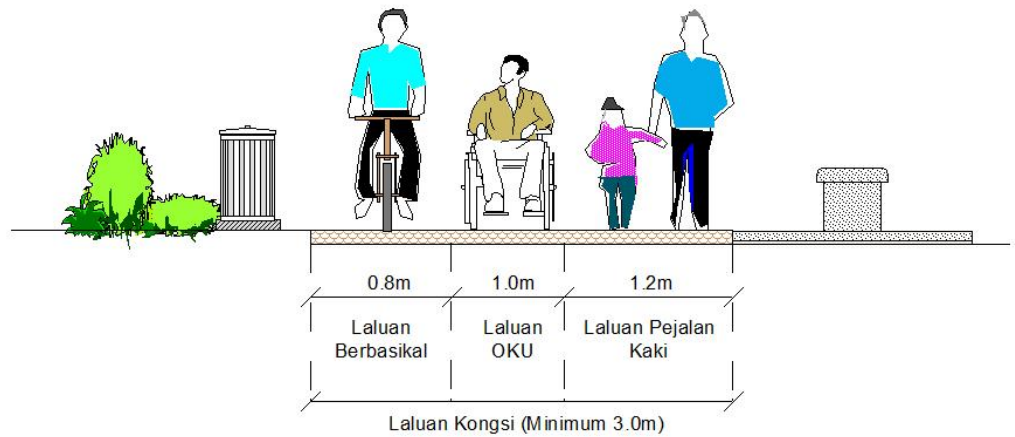 0.8m
1.0m
1.2m
Laluan
Berbasikal
Laluan
OKU
Laluan Pejalan
Kaki
Laluan Kongsi (Minimum 3.0m)